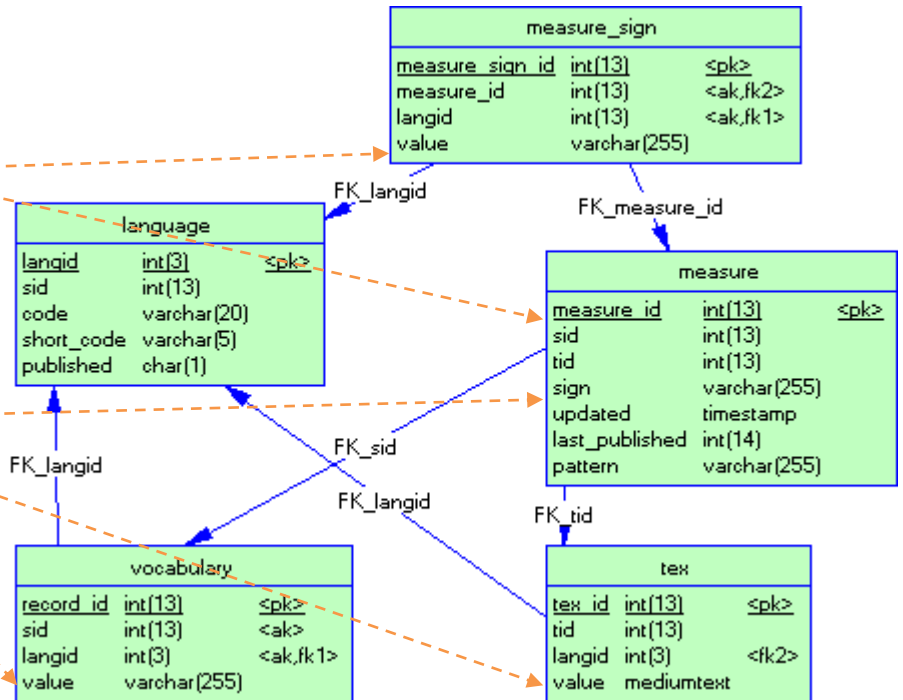 measure_sign
measure_sign_id int(13) <pk>
measure_id int(13) <ak,fk2>
langid int(13) <ak,fk1>
value varchar(255)
FK_langid
FK_measure_id
language
langid int(3) <pk>
sid int(13)
code varchar(20)
short_code varchar(5)
published char(1)
measure
measure_id int(13) <pk>
sid int(13)
tid int(13)
sign varchar(255)
updated timestamp
last_published int(14)
pattern varchar(255)
FK_langid
FK_sid
FK_langid
FK_tid
vocabulary
record_id int(13) <pk>
sid int(13) <ak>
langid int(3) <ak,fk1>
value varchar(255)
tex
tex_id int(13) <pk>
tid int(13)
langid int(3) <fk2>
value mediumtext